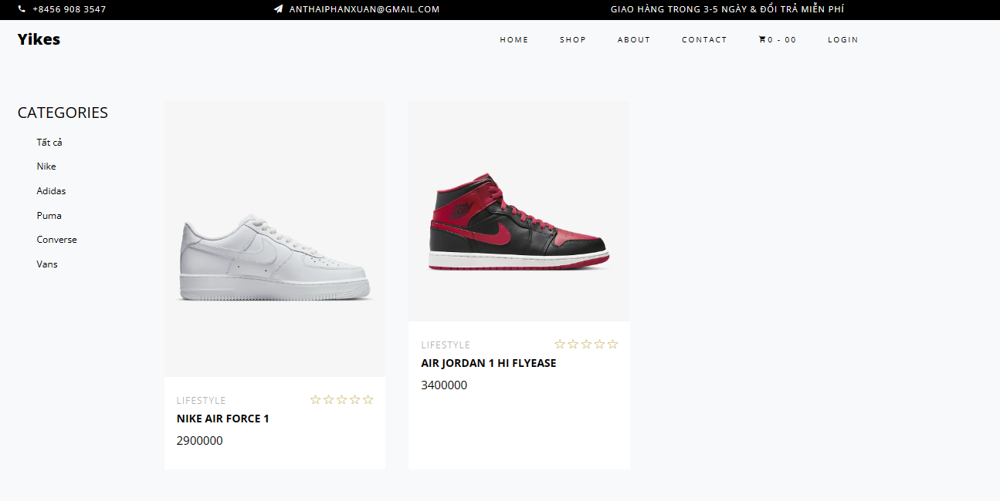 +8456 908 3547
ANTHAIPHANXUAN@GMAIL.COM
GIAO HÀNG TRONG 3-5 NGÀY & ĐỔI TRẢ MIỄN PHÍ
Yikes
HOME
SHOP
ABOUT
CONTACT
0 - 00
LOGIN
CATEGORIES
Tất cả
Nike
Adidas
Puma
Converse
Vans
LIFESTYLE
NIKE AIR FORCE 1
2900000
LIFESTYLE
AIR JORDAN 1 HI FLYEASE
3400000